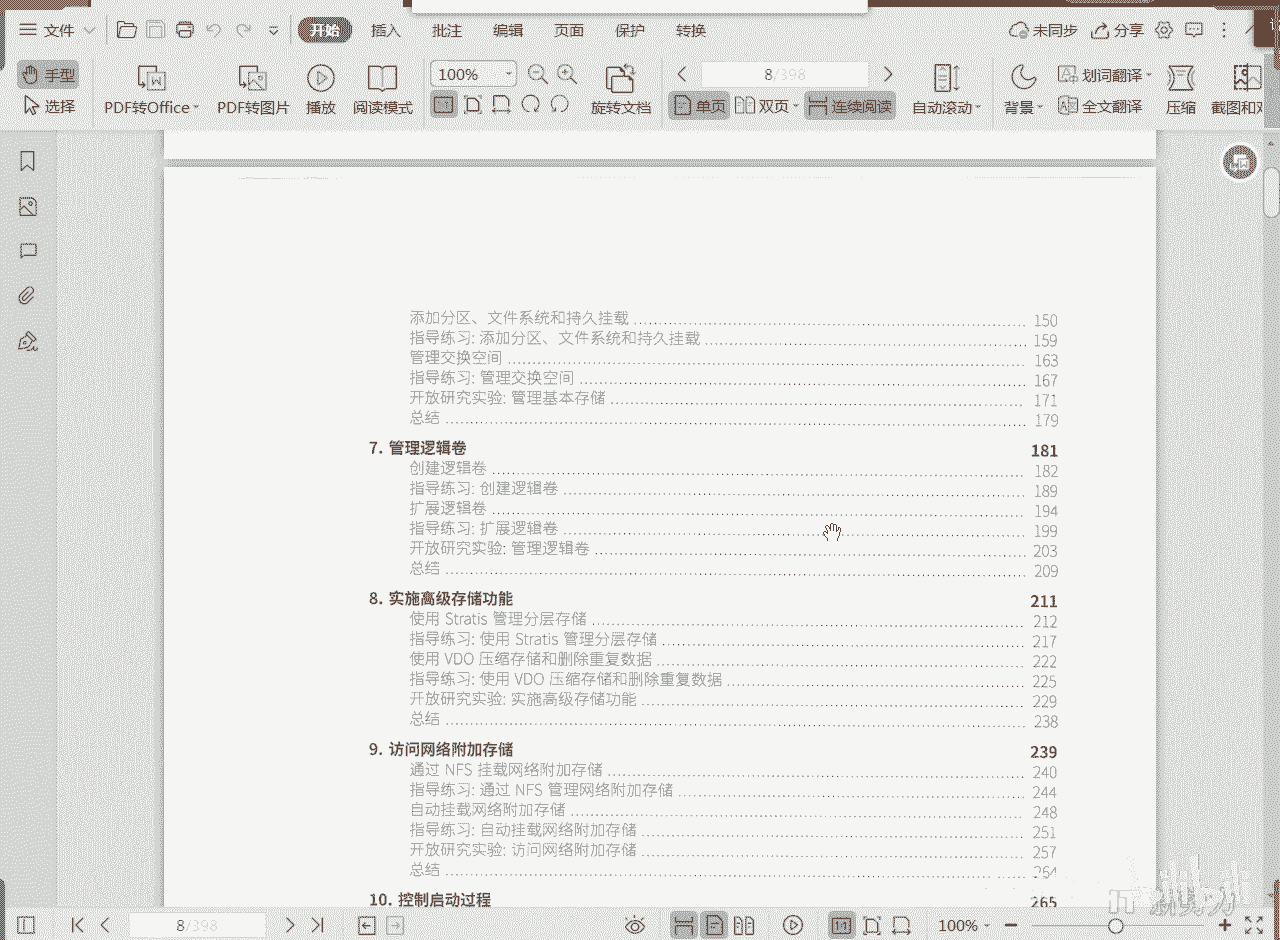 文件 开始 插入 批注 编辑 页面 保护 转换 未同步 分享
手型 100% 8/398 划词翻译
选择 PDF转Office PDF转图片 播放 阅读模式 旋转文档 单页 双页 连续阅读 自动滚动 背景 全文翻译 压缩 截图和对
添加分区、文件系统和持久挂载 150
指导练习: 添加分区、文件系统和持久挂载 159
管理交换空间 163
指导练习: 管理交换空间 167
开放研究实验: 管理基本存储 171
总结 179
7. 管理逻辑卷 181
创建逻辑卷 182
指导练习: 创建逻辑卷 189
扩展逻辑卷 194
指导练习: 扩展逻辑卷 199
开放研究实验: 管理逻辑卷 203
总结 209
8. 实施高级存储功能 211
使用 Stratis 管理分层存储 212
指导练习: 使用 Stratis 管理分层存储 217
使用 VDO 压缩存储和删除重复数据 222
指导练习: 使用 VDO 压缩存储和删除重复数据 225
开放研究实验: 实施高级存储功能 229
总结 238
9. 访问网络附加存储 239
通过 NFS 挂载网络附加存储 240
指导练习: 通过 NFS 管理网络附加存储 244
自动挂载网络附加存储 248
指导练习: 自动挂载网络附加存储 251
开放研究实验: 访问网络附加存储 257
总结 264
10. 控制启动过程 265
8/398 1:1 100%